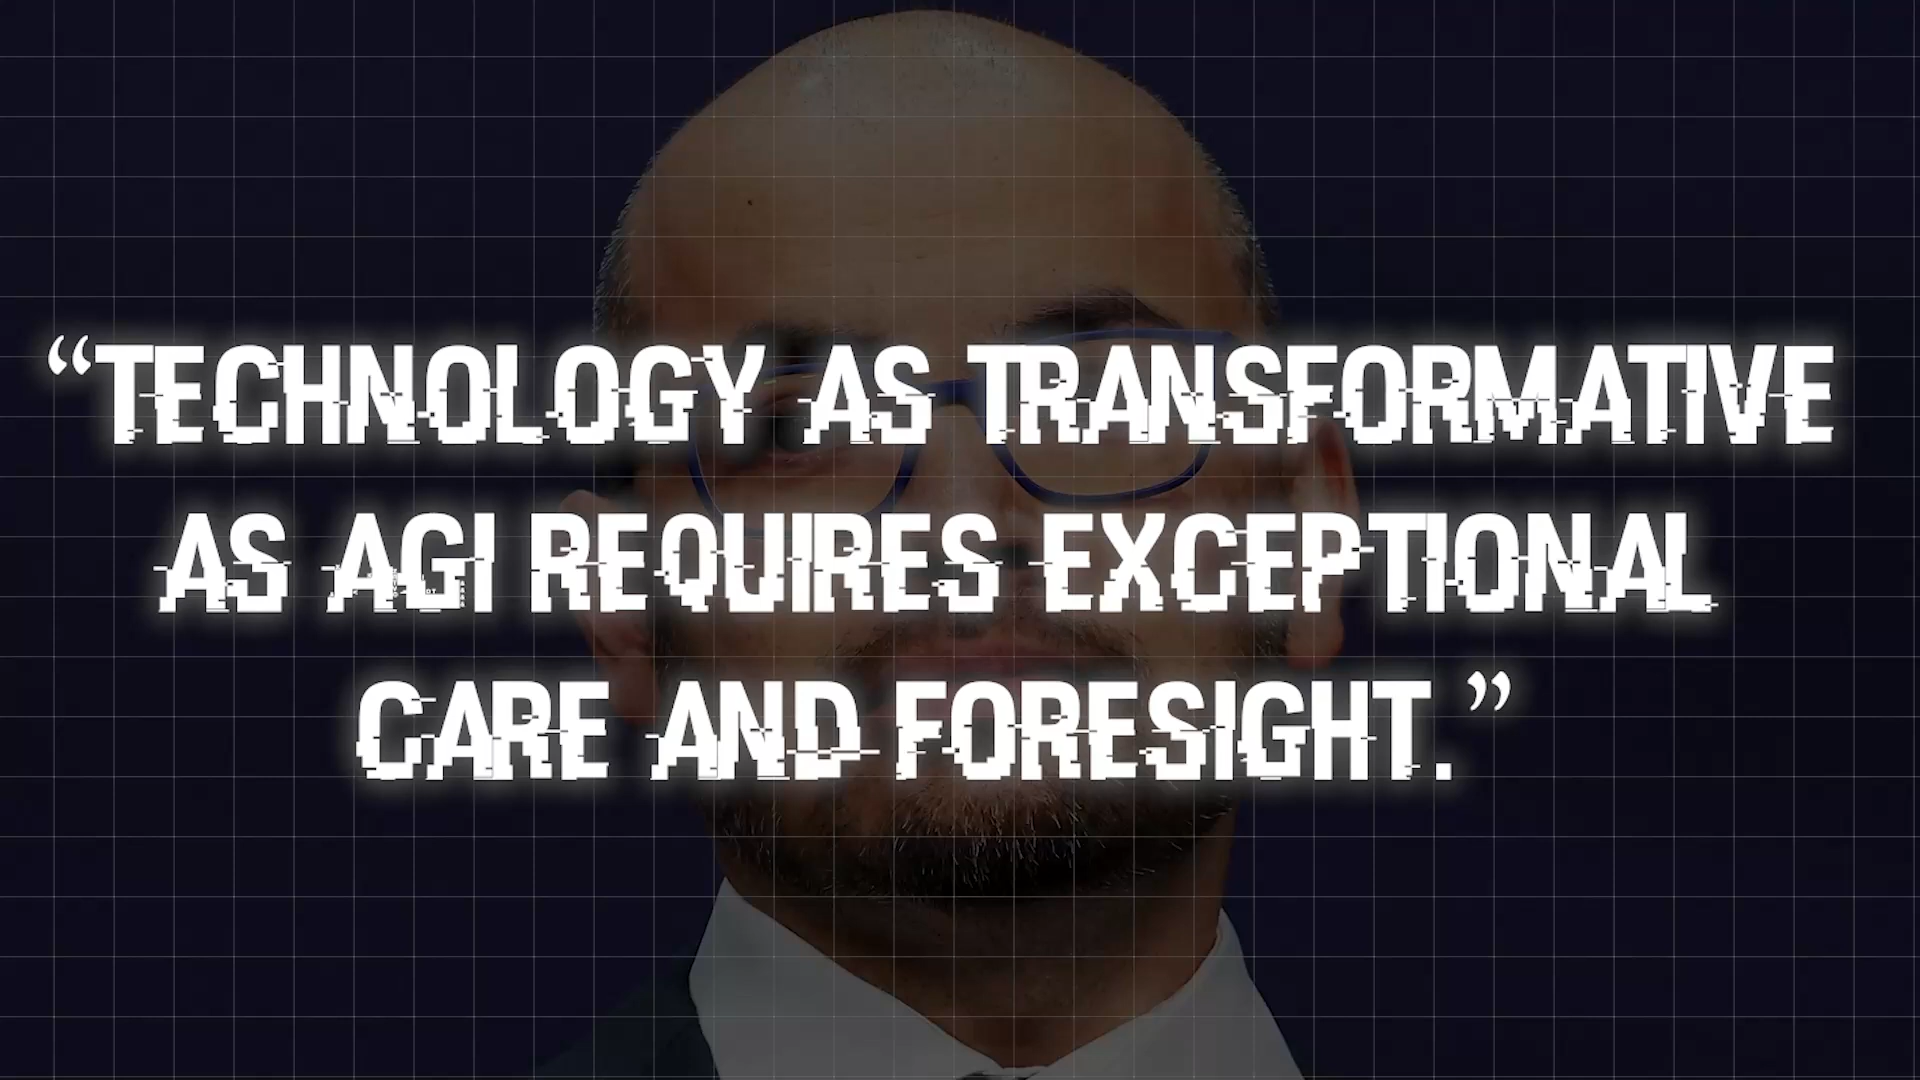 “TECHNOLOGY AS TRANSFORMATIVE
AS AGI REQUIRES EXCEPTIONAL
CARE AND FORESIGHT.”